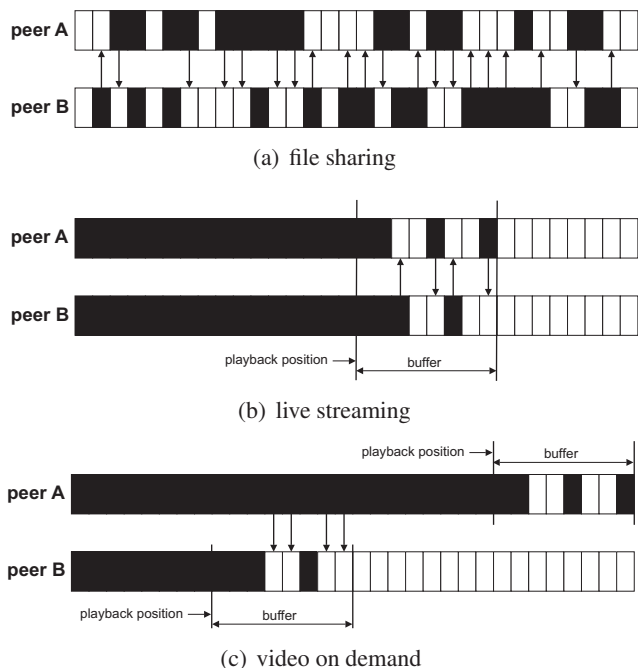 peer A
peer B
(a) file sharing
peer A
peer B
playback position
buffer
(b) live streaming
playback position
buffer
peer A
peer B
playback position
buffer
(c) video on demand